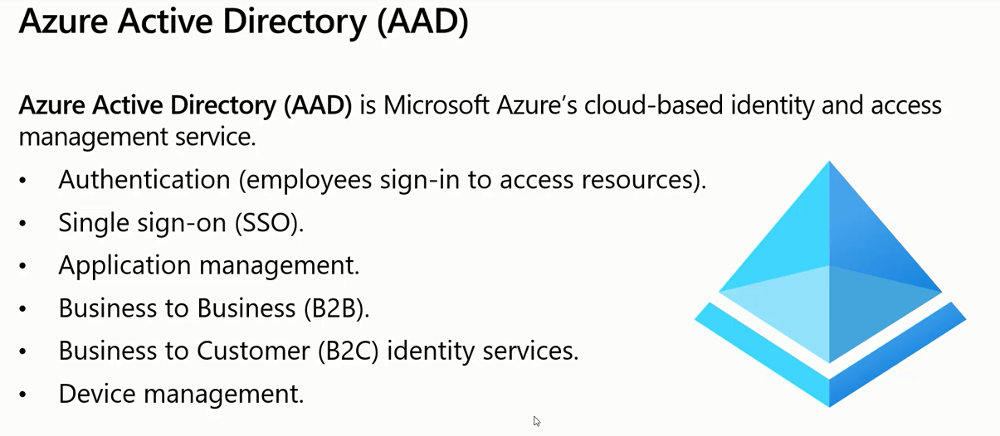 Azure Active Directory (AAD)
Azure Active Directory (AAD) is Microsoft Azure’s cloud-based identity and access
management service.
• Authentication (employees sign-in to access resources).
• Single sign-on (SSO).
• Application management.
• Business to Business (B2B).
• Business to Customer (B2C) identity services.
• Device management.